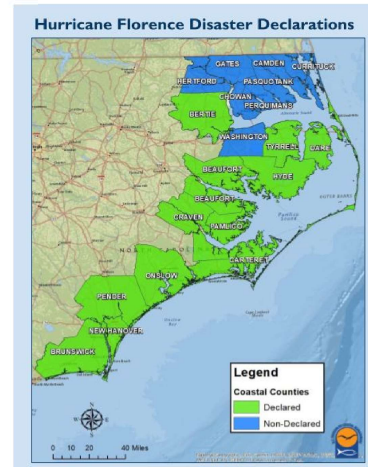 Hurricane Florence Disaster Declarations
GATES
CAMDEN
CURRITUCK
HERTFORD
PASQUOTANK
CHOWAN
PERQUIMANS
BERTIE
WASHINGTON
TYRRELL
DARE
BEAUFORT
HYDE
BEAUFORT
CRAVEN
PAMLICO
CARTERET
ONSLOW
PENDER
NEW HANOVER
BRUNSWICK
Legend
Coastal Counties
Declared
Non-Declared
N
0 10 20 40 Miles